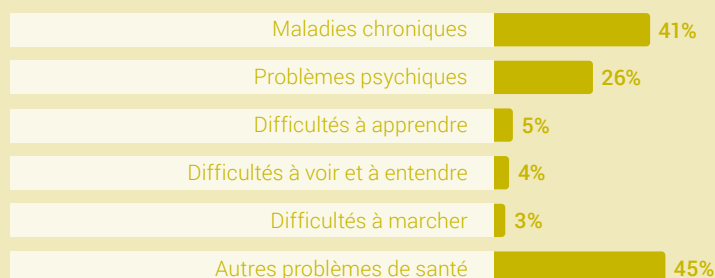 Maladies chroniques 41%
Problèmes psychiques 26%
Difficultés à apprendre 5%
Difficultés à voir et à entendre 4%
Difficultés à marcher 3%
Autres problèmes de santé 45%